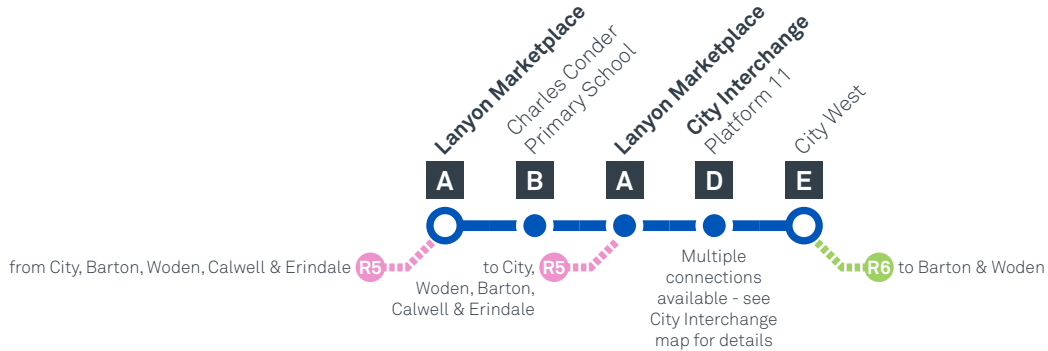 Lanyon Marketplace
Charles Conder
Primary School
Lanyon Marketplace
City Interchange
Platform 11
City West
A
B
A
D
E
from City, Barton, Woden, Calwell & Erindale R5
to City, R5
Woden, Barton,
Calwell & Erindale
Multiple
connections
available - see
City Interchange
map for details
R6 to Barton & Woden